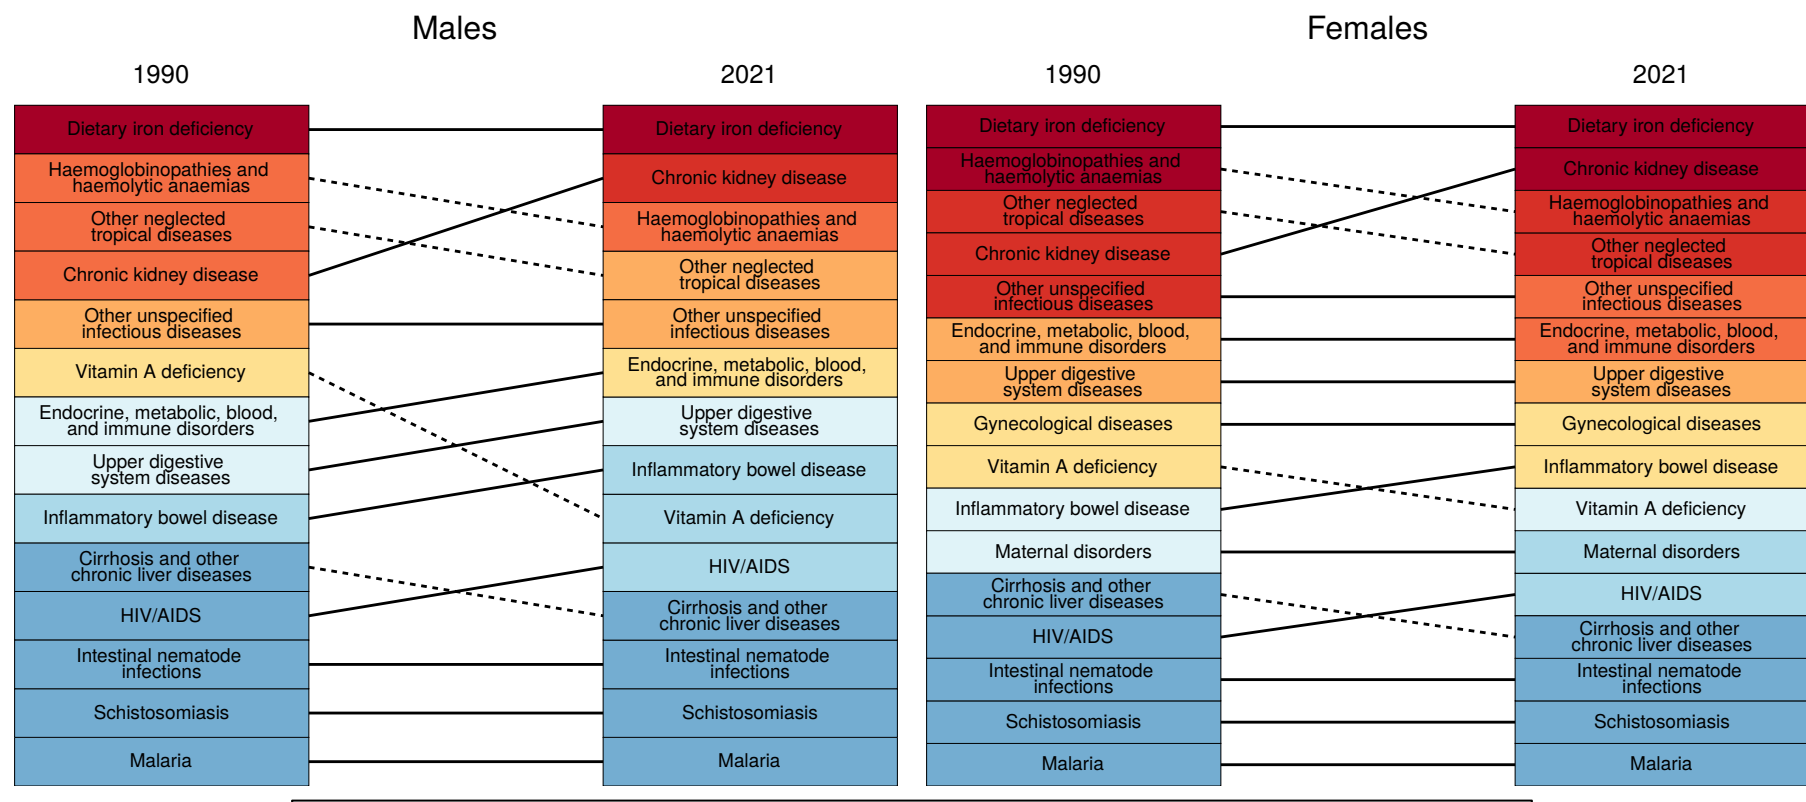 Males
Females
1990
2021
1990
2021
Dietary iron deficiency
Haemoglobinopathies and
haemolytic anaemias
Other neglected
tropical diseases
Chronic kidney disease
Other unspecified
infectious diseases
Vitamin A deficiency
Endocrine, metabolic, blood,
and immune disorders
Upper digestive
system diseases
Inflammatory bowel disease
Cirrhosis and other
chronic liver diseases
HIV/AIDS
Intestinal nematode
infections
Schistosomiasis
Malaria
Dietary iron deficiency
Chronic kidney disease
Haemoglobinopathies and
haemolytic anaemias
Other neglected
tropical diseases
Other unspecified
infectious diseases
Endocrine, metabolic, blood,
and immune disorders
Upper digestive
system diseases
Inflammatory bowel disease
Vitamin A deficiency
HIV/AIDS
Cirrhosis and other
chronic liver diseases
Intestinal nematode
infections
Schistosomiasis
Malaria
Dietary iron deficiency
Haemoglobinopathies and
haemolytic anaemias
Other neglected
tropical diseases
Chronic kidney disease
Other unspecified
infectious diseases
Endocrine, metabolic, blood,
and immune disorders
Upper digestive
system diseases
Gynecological diseases
Vitamin A deficiency
Inflammatory bowel disease
Maternal disorders
Cirrhosis and other
chronic liver diseases
HIV/AIDS
Intestinal nematode
infections
Schistosomiasis
Malaria
Dietary iron deficiency
Chronic kidney disease
Haemoglobinopathies and
haemolytic anaemias
Other neglected
tropical diseases
Other unspecified
infectious diseases
Endocrine, metabolic, blood,
and immune disorders
Upper digestive
system diseases
Gynecological diseases
Inflammatory bowel disease
Vitamin A deficiency
Maternal disorders
HIV/AIDS
Cirrhosis and other
chronic liver diseases
Intestinal nematode
infections
Schistosomiasis
Malaria